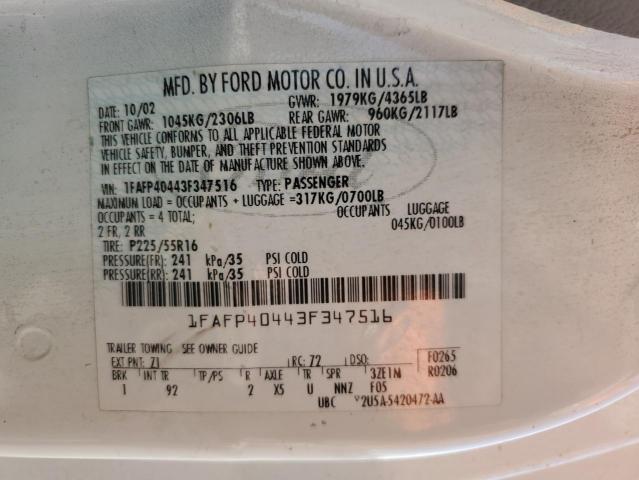 MFD. BY FORD MOTOR CO. IN U.S.A.
DATE: 10/02 GVWR: 1979KG/4365LB
FRONT GAWR: 1045KG/2306LB REAR GAWR: 960KG/2117LB
THIS VEHICLE CONFORMS TO ALL APPLICABLE FEDERAL MOTOR
VEHICLE SAFETY, BUMPER, AND THEFT PREVENTION STANDARDS
IN EFFECT ON THE DATE OF MANUFACTURE SHOWN ABOVE.
VIN: 1FAFP40443F347516 TYPE: PASSENGER
MAXIMUM LOAD = OCCUPANTS + LUGGAGE =317KG/0700LB
OCCUPANTS = 4 TOTAL; OCCUPANTS LUGGAGE
2 FR, 2 RR 045KG/0100LB
TIRE: P225/55R16
PRESSURE(FR): 241 kg/35 PSI COLD
PRESSURE(RR): 241 kg/35 PSI COLD
1FAFP40443F347516
TRAILER TOWING SEE OWNER GUIDE
EXT PNT: Z1 RC: 72 DSO: F0265
BRK INT TR TP/PS R AXLE TR SPR 3ZE1N R0206
1 92 2 X5 U NNZ F05
UBC 2U5A-5420472-AA